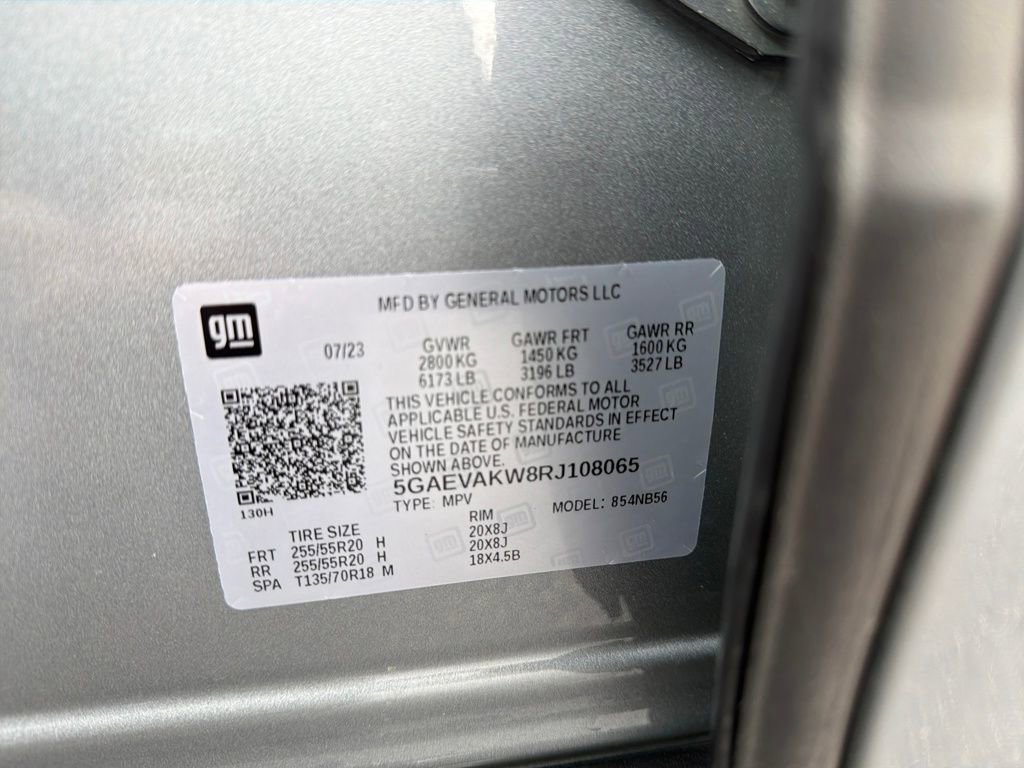 gm
MFD BY GENERAL MOTORS LLC
07/23
GVWR GAWR FRT GAWR RR
2800 KG 1450 KG 1600 KG
6173 LB 3196 LB 3527 LB
THIS VEHICLE CONFORMS TO ALL
APPLICABLE U.S. FEDERAL MOTOR
VEHICLE SAFETY STANDARDS IN EFFECT
ON THE DATE OF MANUFACTURE
SHOWN ABOVE.
5GAEVAKW8RJ108065
TYPE: MPV MODEL: 854NB56
130H
TIRE SIZE RIM
FRT 255/55R20 H 20X8J
RR 255/55R20 H 20X8J
SPA T135/70R18 M 18X4.5B